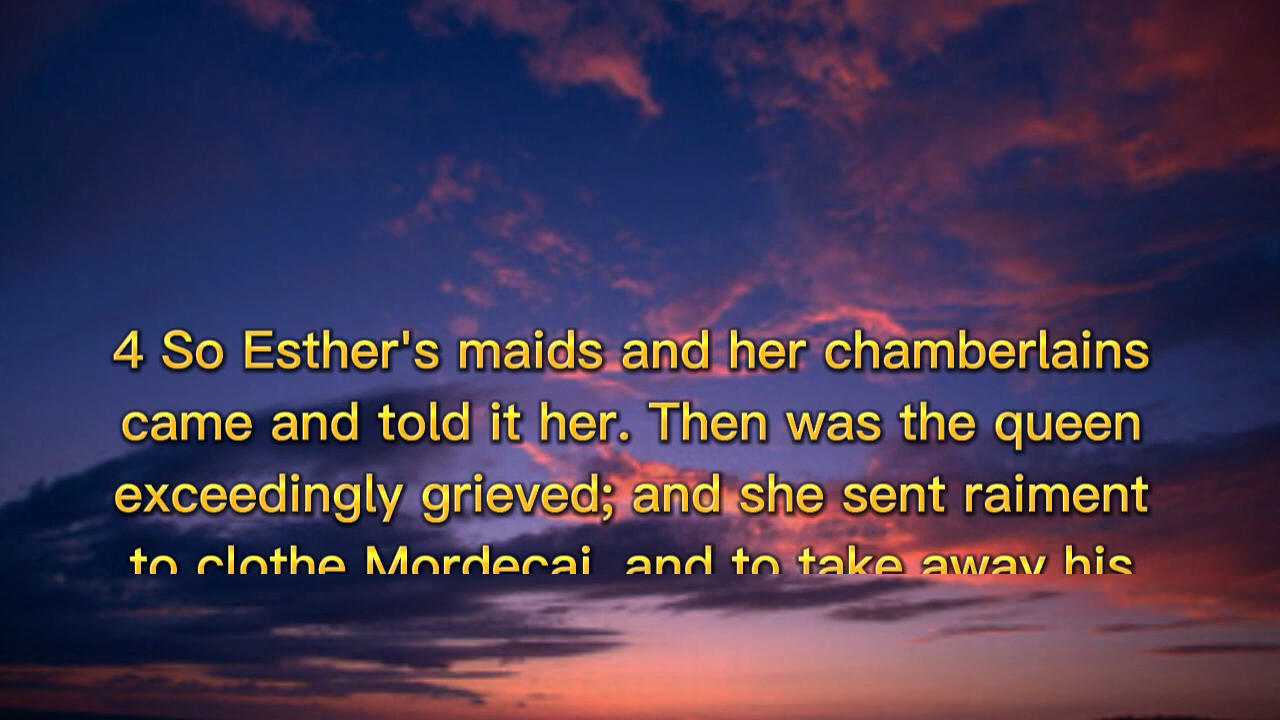 4 So Esther's maids and her chamberlains
came and told it her. Then was the queen
exceedingly grieved; and she sent raiment
to clothe Mordecai, and to take away his